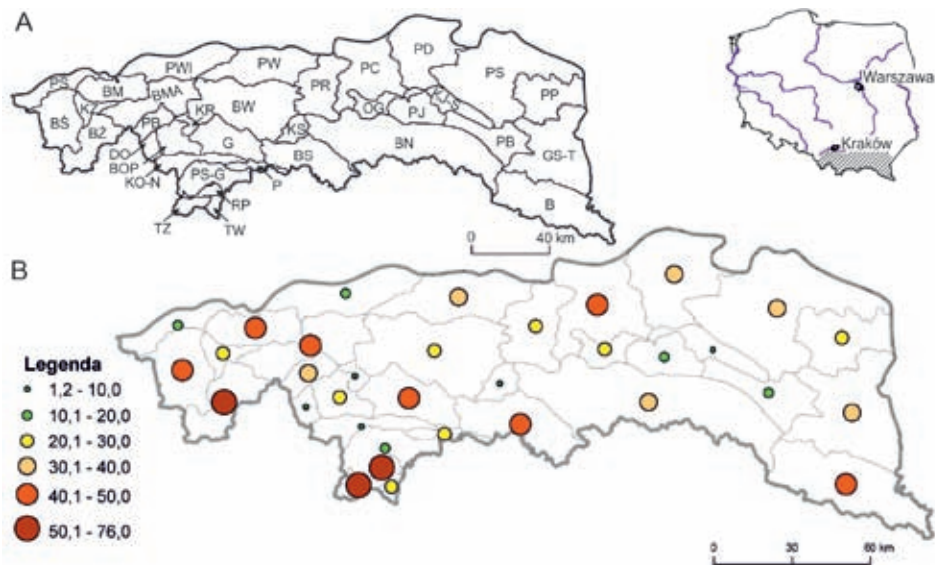 A
PŚ
BM
PWI
PW
PR
PC
PD
PS
PP
BŚ
KŻ
BMA
BŻ
PB
KR
BW
OG
PJ
KJ-S
DO
BOP
KO-N
G
KS
BS
BN
PB
GS-T
PS-G
P
RP
TZ
TW
B
0 40 km
Warszawa
Kraków
B
Legenda
1,2 - 10,0
10,1 - 20,0
20,1 - 30,0
30,1 - 40,0
40,1 - 50,0
50,1 - 76,0
0 30 60 km